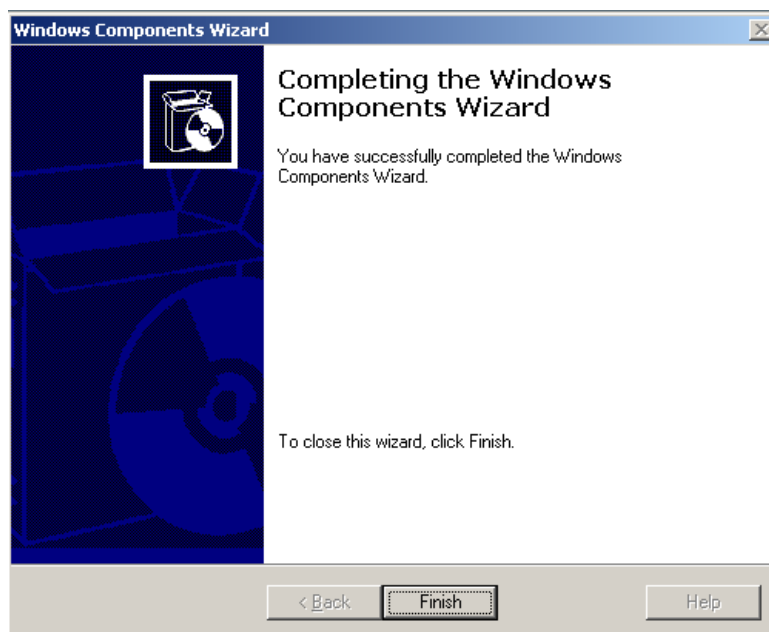 Windows Components Wizard
Completing the Windows
Components Wizard
You have successfully completed the Windows
Components Wizard.
To close this wizard, click Finish.
< Back
Finish
Help